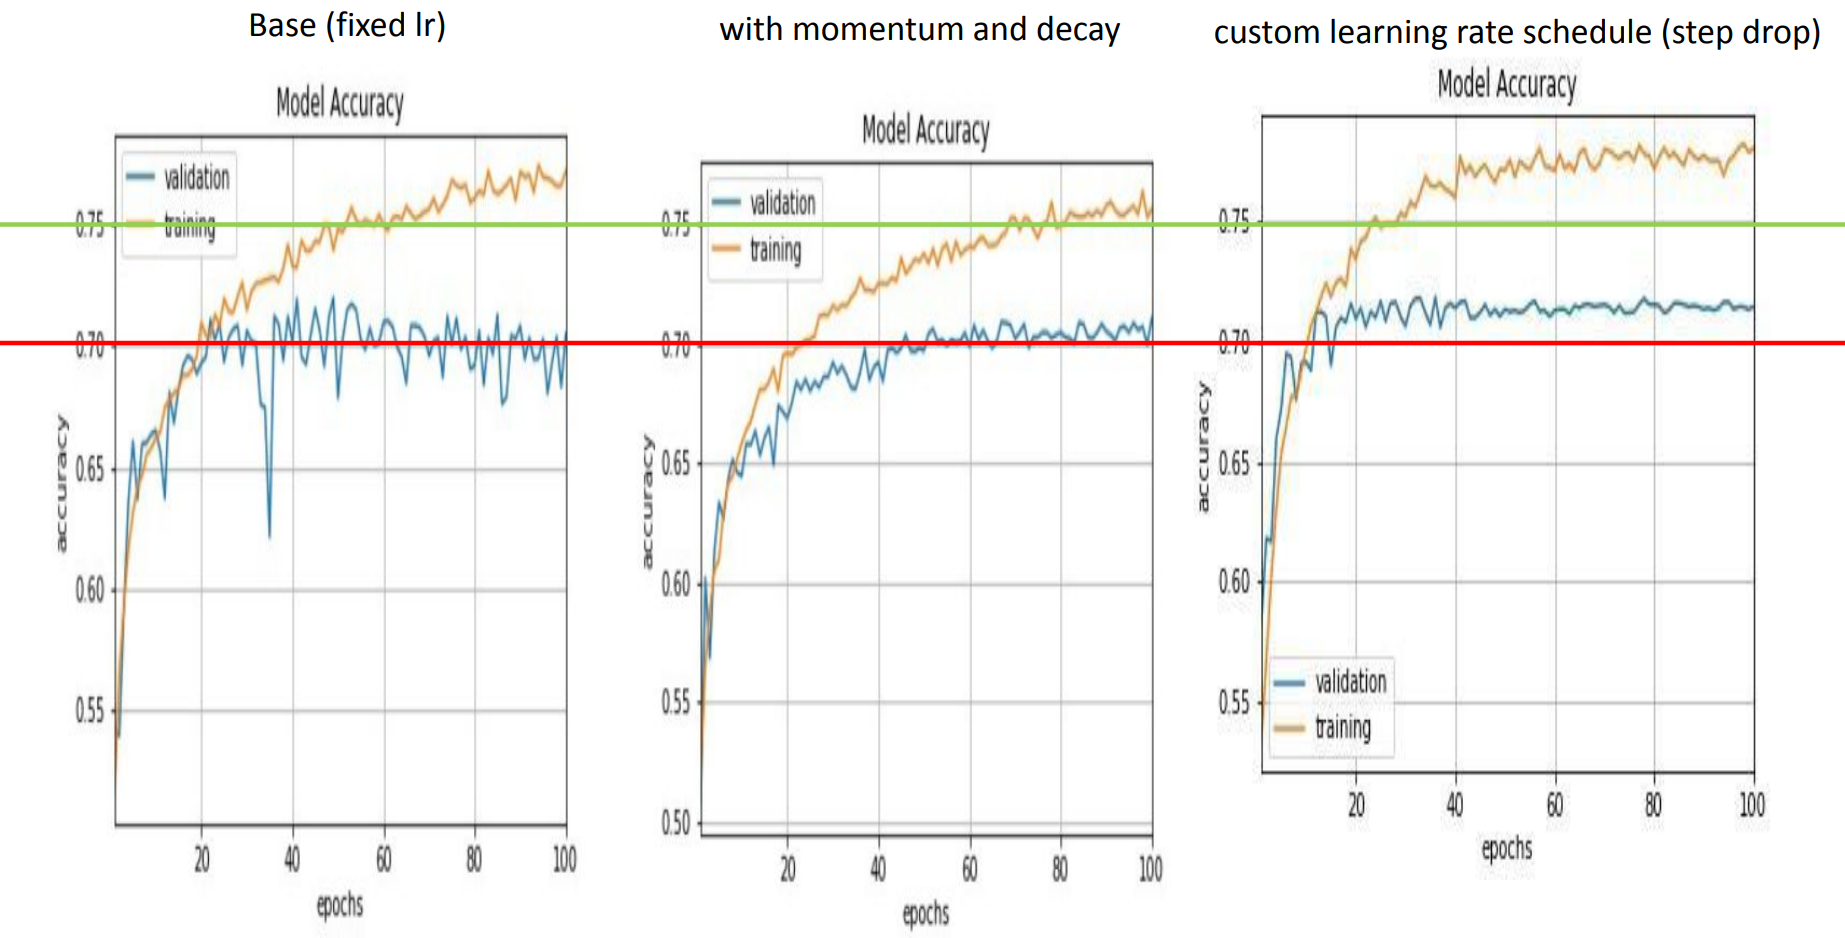 Base (fixed lr)
Model Accuracy
validation
training
0.75
0.70
0.65
0.60
0.55
accuracy
20 40 60 80 100
epochs
with momentum and decay
Model Accuracy
validation
training
0.75
0.70
0.65
0.60
0.55
0.50
accuracy
20 40 60 80 100
epochs
custom learning rate schedule (step drop)
Model Accuracy
0.75
0.70
0.65
0.60
0.55
accuracy
validation
training
20 40 60 80 100
epochs